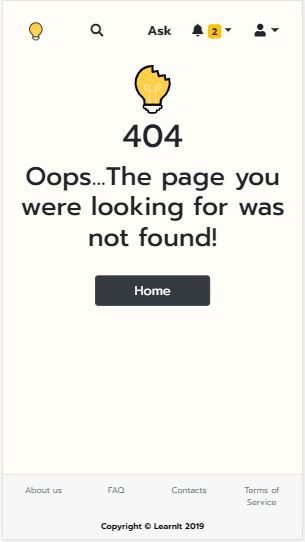 Ask 2
404
Oops...The page you
were looking for was
not found!
Home
About us FAQ Contacts Terms of
Service
Copyright © LearnIt 2019